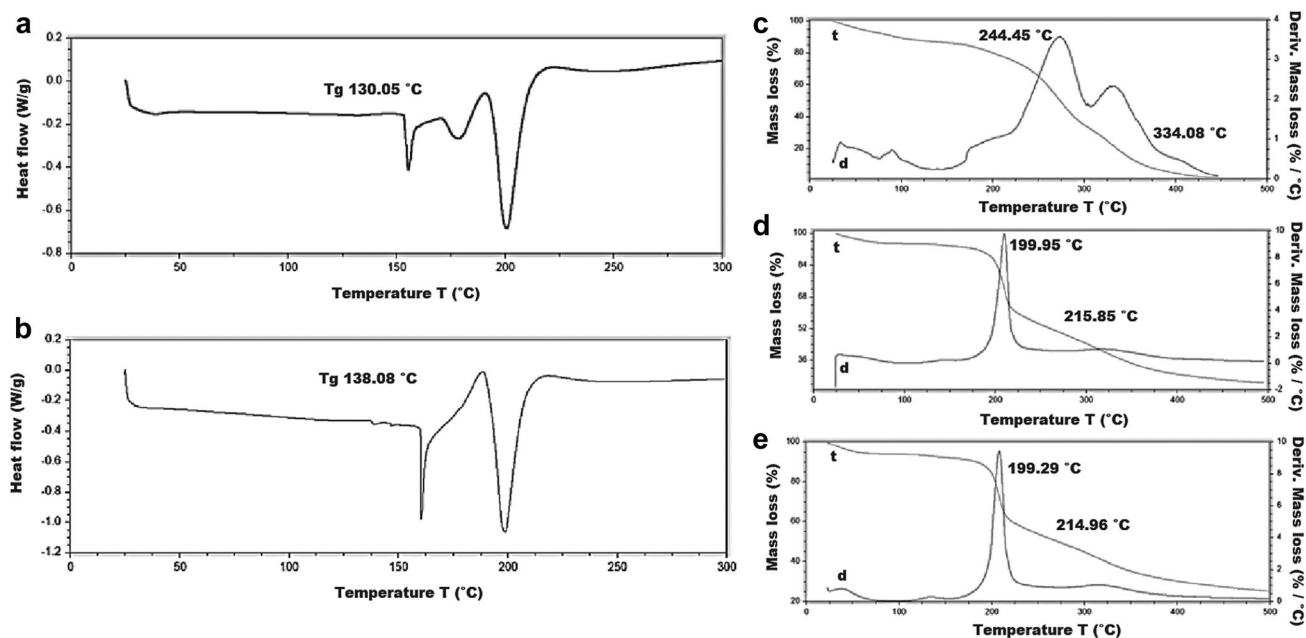 a
0.2
0.0
-0.2
-0.4
-0.6
-0.8
Heat flow (W/g)
Tg 130.05 °C
0 50 100 150 200 250 300
Temperature T (°C)
b
0.2
0.0
-0.2
-0.4
-0.6
-0.8
-1.0
-1.2
Heat flow (W/g)
Tg 138.08 °C
0 50 100 150 200 250 300
Temperature T (°C)
c
100
80
60
40
20
Mass loss (%)
t
d
244.45 °C
334.08 °C
4
3
2
1
0
Deriv. Mass loss (% / °C)
0 100 200 300 400 500
Temperature T (°C)
d
100
84
68
52
36
Mass loss (%)
t
d
199.95 °C
215.85 °C
10
8
6
4
2
0
-2
Deriv. Mass loss (% / °C)
0 100 200 300 400 500
Temperature T (°C)
e
100
80
60
40
20
Mass loss (%)
t
d
199.29 °C
214.96 °C
10
8
6
4
2
0
Deriv. Mass loss (% / °C)
0 100 200 300 400 500
Temperature T (°C)